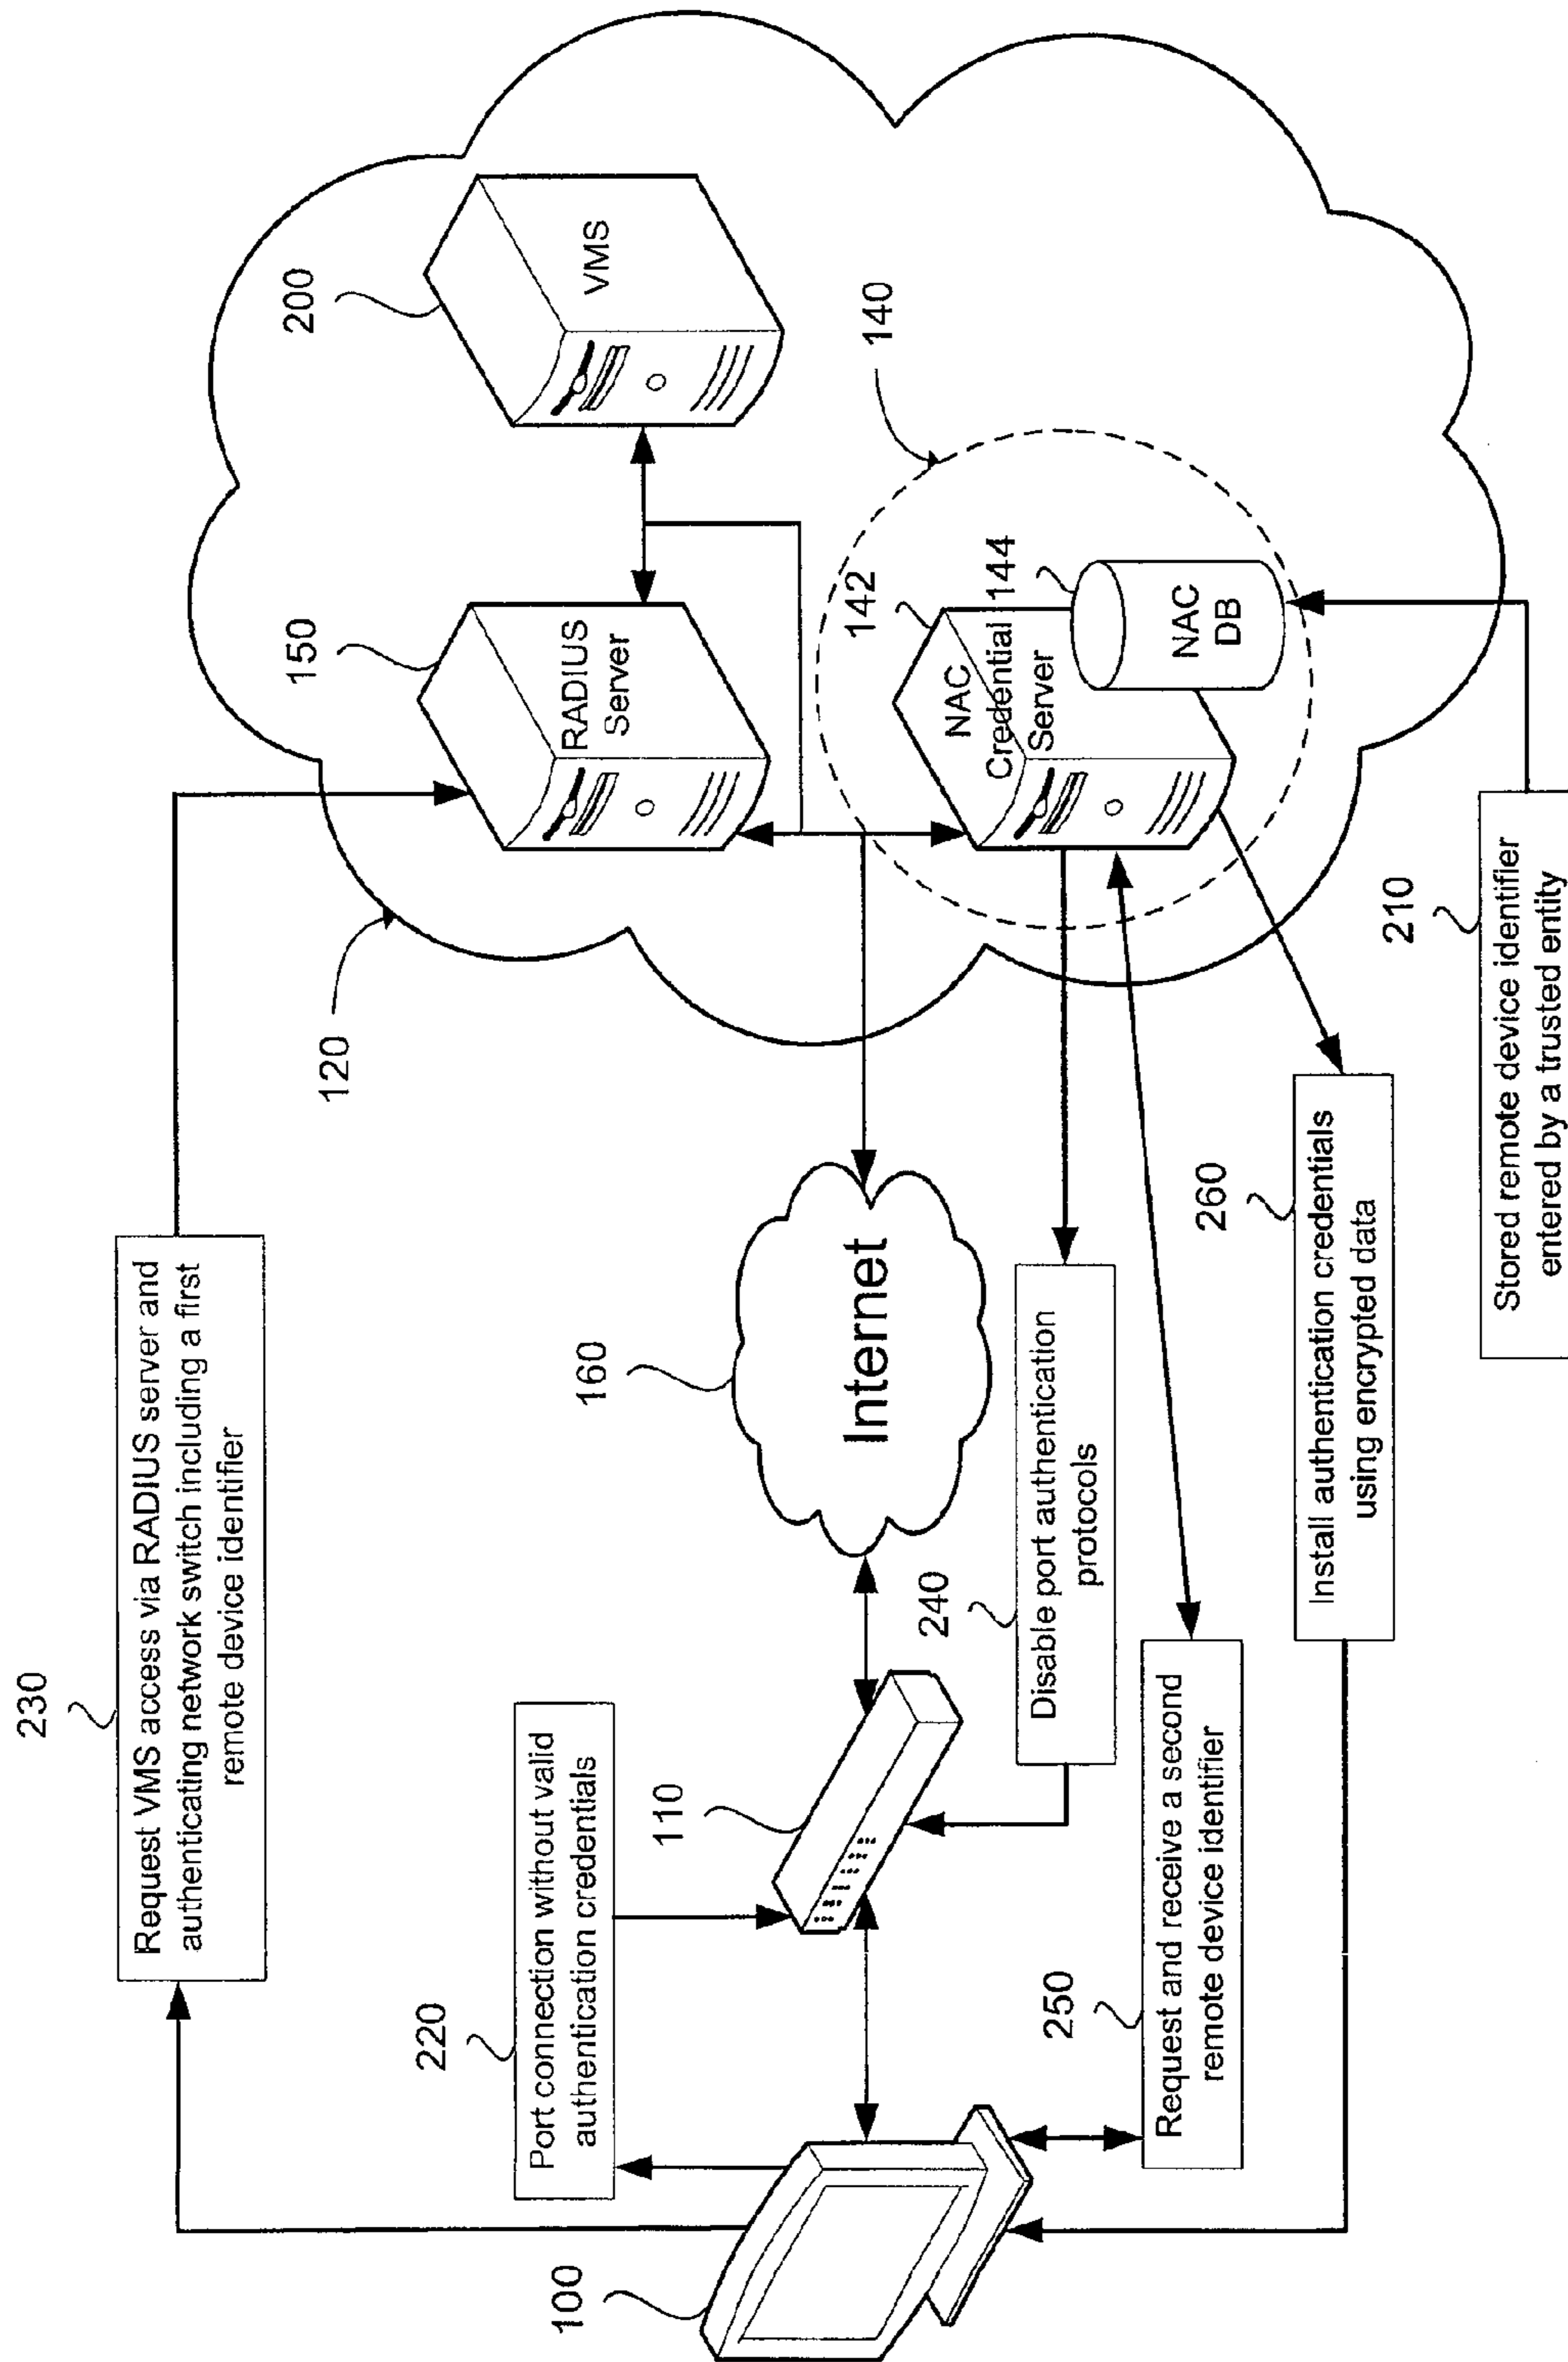 230
Request VMS access via RADIUS server and
authenticating network switch including a first
remote device identifier
220
Port connection without valid
authentication credentials
120
150
RADIUS
Server
200
VMS
100
110
160
Internet
140
142
144
NAC
Credential
Server
NAC
DB
240
Disable port authentication
protocols
250
Request and receive a second
remote device identifier
260
Install authentication credentials
using encrypted data
210
Stored remote device identifier
entered by a trusted entity